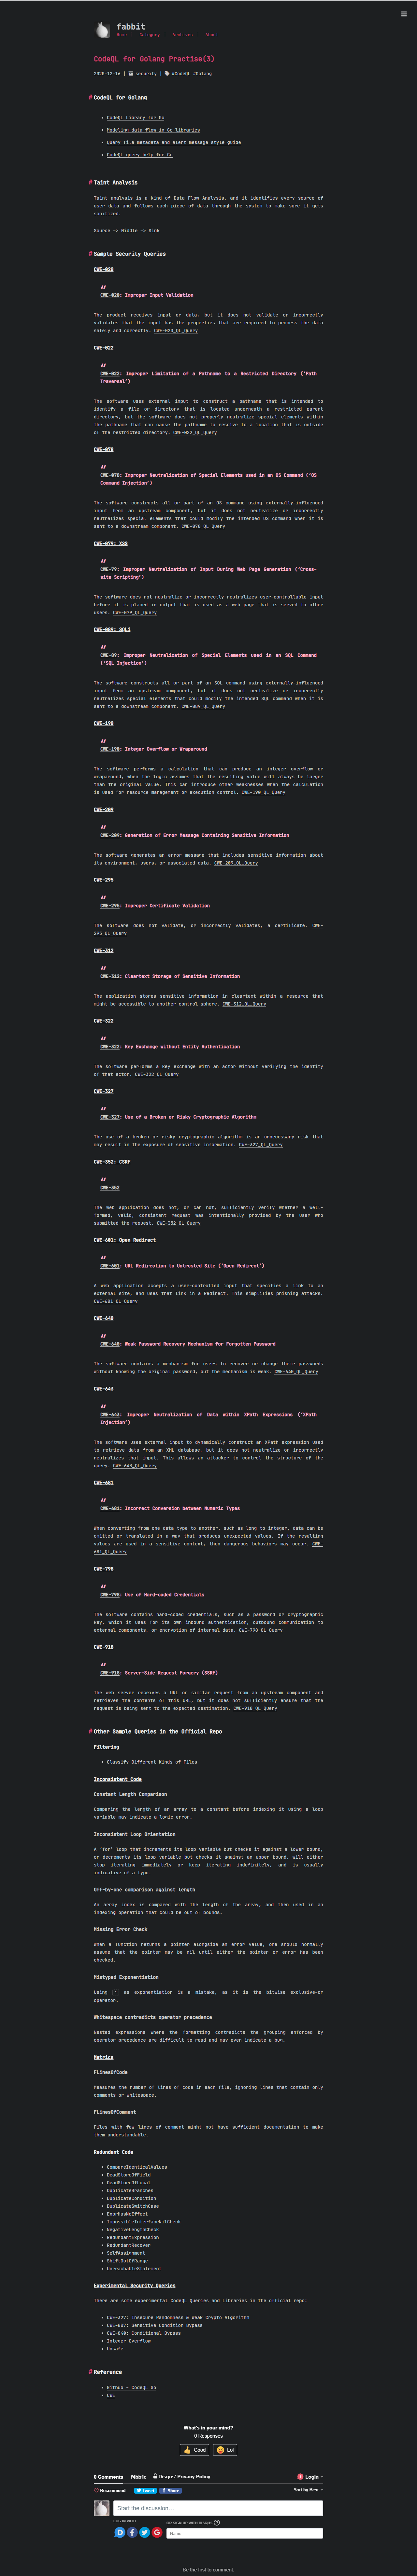 fabbit
Home | Category | Archives | About
CodeQL for Golang Practise(3)
2020-12-16 | security | #CodeQL #Golang
# CodeQL for Golang
CodeQL Library for Go
Modeling data flow in Go libraries
Query file metadata and alert message style guide
CodeQL query help for Go
# Taint Analysis
Taint analysis is a kind of Data Flow Analysis, and it identifies every source of
user data and follows each piece of data through the system to make sure it gets
sanitized.
Source -> Middle -> Sink
# Sample Security Queries
CWE-020
CWE-020: Improper Input Validation
The product receives input or data, but it does not validate or incorrectly
validates that the input has the properties that are required to process the data
safely and correctly. CWE-020_QL_Query
CWE-022
CWE-022: Improper Limitation of a Pathname to a Restricted Directory ('Path
Traversal')
The software uses external input to construct a pathname that is intended to
identify a file or directory that is located underneath a restricted parent
directory, but the software does not properly neutralize special elements within
the pathname that can cause the pathname to resolve to a location that is outside
of the restricted directory. CWE-022_QL_Query
CWE-078
CWE-078: Improper Neutralization of Special Elements used in an OS Command ('OS
Command Injection')
The software constructs all or part of an OS command using externally-influenced
input from an upstream component, but it does not neutralize or incorrectly
neutralizes special elements that could modify the intended OS command when it is
sent to a downstream component. CWE-078_QL_Query
CWE-079: XSS
CWE-79: Improper Neutralization of Input During Web Page Generation ('Cross-
site Scripting')
The software does not neutralize or incorrectly neutralizes user-controllable input
before it is placed in output that is used as a web page that is served to other
users. CWE-079_QL_Query
CWE-089: SQLi
CWE-89: Improper Neutralization of Special Elements used in an SQL Command
('SQL Injection')
The software constructs all or part of an SQL command using externally-influenced
input from an upstream component, but it does not neutralize or incorrectly
neutralizes special elements that could modify the intended SQL command when it is
sent to a downstream component. CWE-089_QL_Query
CWE-190
CWE-190: Integer Overflow or Wraparound
The software performs a calculation that can produce an integer overflow or
wraparound, when the logic assumes that the resulting value will always be larger
than the original value. This can introduce other weaknesses when the calculation
is used for resource management or execution control. CWE-190_QL_Query
CWE-209
CWE-209: Generation of Error Message Containing Sensitive Information
The software generates an error message that includes sensitive information about
its environment, users, or associated data. CWE-209_QL_Query
CWE-295
CWE-295: Improper Certificate Validation
The software does not validate, or incorrectly validates, a certificate. CWE-
295_QL_Query
CWE-312
CWE-312: Cleartext Storage of Sensitive Information
The application stores sensitive information in cleartext within a resource that
might be accessible to another control sphere. CWE-312_QL_Query
CWE-322
CWE-322: Key Exchange without Entity Authentication
The software performs a key exchange with an actor without verifying the identity
of that actor. CWE-322_QL_Query
CWE-327
CWE-327: Use of a Broken or Risky Cryptographic Algorithm
The use of a broken or risky cryptographic algorithm is an unnecessary risk that
may result in the exposure of sensitive information. CWE-327_QL_Query
CWE-352: CSRF
CWE-352
The web application does not, or can not, sufficiently verify whether a well-
formed, valid, consistent request was intentionally provided by the user who
submitted the request. CWE-352_QL_Query
CWE-601: Open Redirect
CWE-601: URL Redirection to Untrusted Site ('Open Redirect')
A web application accepts a user-controlled input that specifies a link to an
external site, and uses that link in a Redirect. This simplifies phishing attacks.
CWE-601_QL_Query
CWE-640
CWE-640: Weak Password Recovery Mechanism for Forgotten Password
The software contains a mechanism for users to recover or change their passwords
without knowing the original password, but the mechanism is weak. CWE-640_QL_Query
CWE-643
CWE-643: Improper Neutralization of Data within XPath Expressions ('XPath
Injection')
The software uses external input to dynamically construct an XPath expression used
to retrieve data from an XML database, but it does not neutralize or incorrectly
neutralizes that input. This allows an attacker to control the structure of the
query. CWE-643_QL_Query
CWE-681
CWE-681: Incorrect Conversion between Numeric Types
When converting from one data type to another, such as long to integer, data can be
omitted or translated in a way that produces unexpected values. If the resulting
values are used in a sensitive context, then dangerous behaviors may occur. CWE-
681_QL_Query
CWE-798
CWE-798: Use of Hard-coded Credentials
The software contains hard-coded credentials, such as a password or cryptographic
key, which it uses for its own inbound authentication, outbound communication to
external components, or encryption of internal data. CWE-798_QL_Query
CWE-918
CWE-918: Server-Side Request Forgery (SSRF)
The web server receives a URL or similar request from an upstream component and
retrieves the contents of this URL, but it does not sufficiently ensure that the
request is being sent to the expected destination. CWE-918_QL_Query
# Other Sample Queries in the Official Repo
Filtering
Classify Different Kinds of Files
Inconsistent Code
Constant Length Comparison
Comparing the length of an array to a constant before indexing it using a loop
variable may indicate a logic error.
Inconsistent Loop Orientation
A 'for' loop that increments its loop variable but checks it against a lower bound,
or decrements its loop variable but checks it against an upper bound, will either
stop iterating immediately or keep iterating indefinitely, and is usually
indicative of a typo.
Off-by-one comparison against length
An array index is compared with the length of the array, and then used in an
indexing operation that could be out of bounds.
Missing Error Check
When a function returns a pointer alongside an error value, one should normally
assume that the pointer may be nil until either the pointer or error has been
checked.
Mistyped Exponentiation
Using ^ as exponentiation is a mistake, as it is the bitwise exclusive-or
operator.
Whitespace contradicts operator precedence
Nested expressions where the formatting contradicts the grouping enforced by
operator precedence are difficult to read and may even indicate a bug.
Metrics
FLinesOfCode
Measures the number of lines of code in each file, ignoring lines that contain only
comments or whitespace.
FLinesOfComment
Files with few lines of comment might not have sufficient documentation to make
them understandable.
Redundant Code
CompareIdenticalValues
DeadStoreOfField
DeadStoreOfLocal
DuplicateBranches
DuplicateCondition
DuplicateSwitchCase
ExprHasNoEffect
ImpossibleInterfaceNilCheck
NegativeLengthCheck
RedundantExpression
RedundantRecover
SelfAssignment
ShiftOutOfRange
UnreachableStatement
Experimental Security Queries
There are some experimental CodeQL Queries and Libraries in the official repo:
CWE-327: Insecure Randomness & Weak Crypto Algorithm
CWE-807: Sensitive Condition Bypass
CWE-840: Conditional Bypass
Integer Overflow
Unsafe
# Reference
Github - CodeQL Go
CWE
What's in your mind?
0 Responses
Good
Lol
0 Comments fibbrfit Disqus' Privacy Policy 1 Login
Recommend Tweet Share Sort by Best
Start the discussion...
LOG IN WITH
OR SIGN UP WITH DISQUS ?
Name
Be the first to comment.